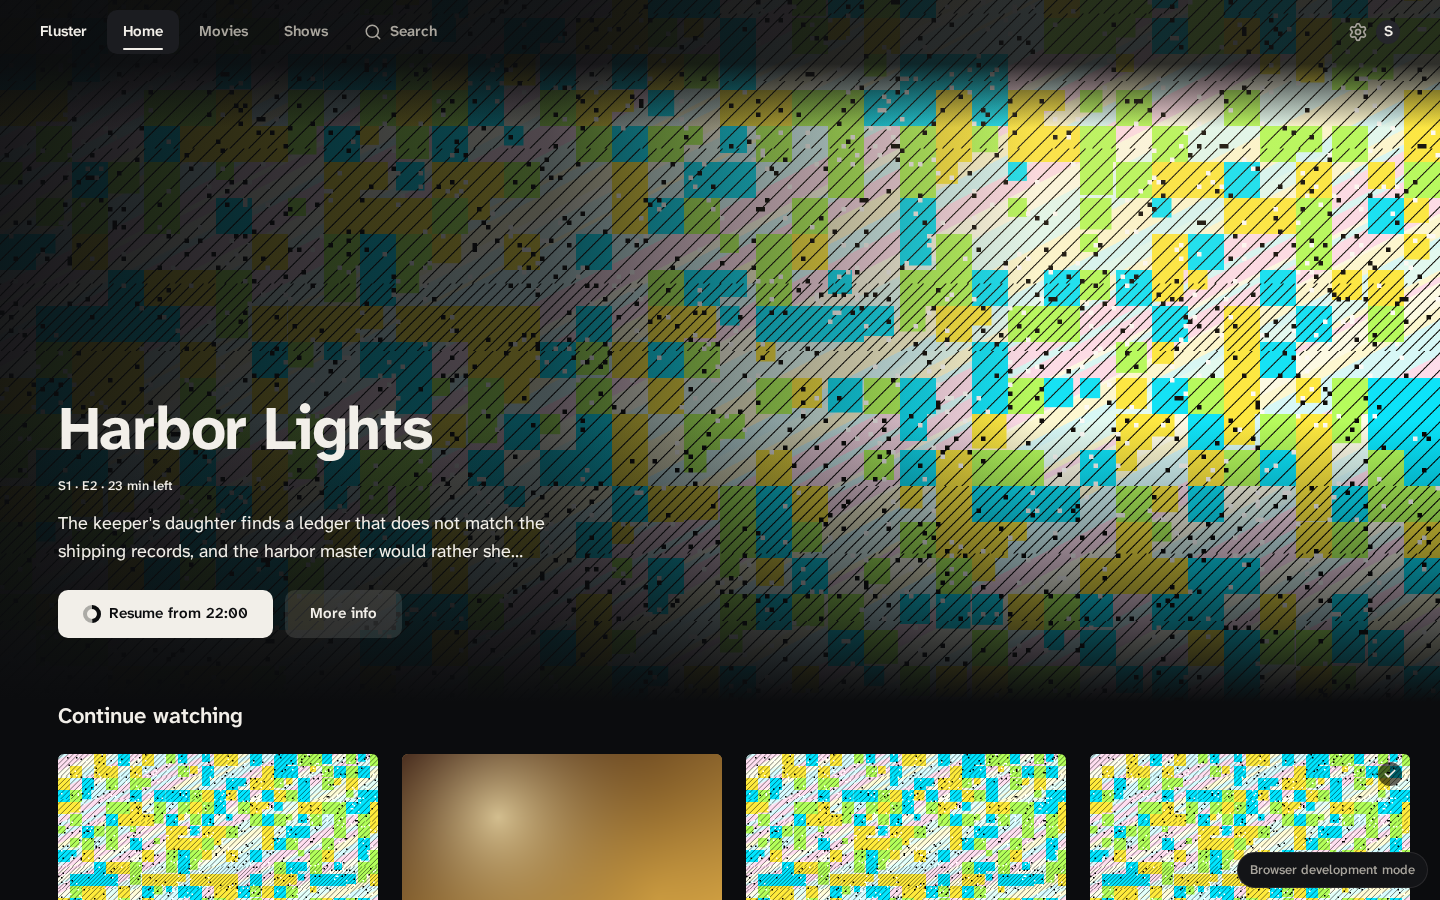 Fluster
Home
Movies
Shows
Search
S
Harbor Lights
S1 · E2 · 23 min left
The keeper's daughter finds a ledger that does not match the
shipping records, and the harbor master would rather she...
Resume from 22:00
More info
Continue watching
Browser development mode